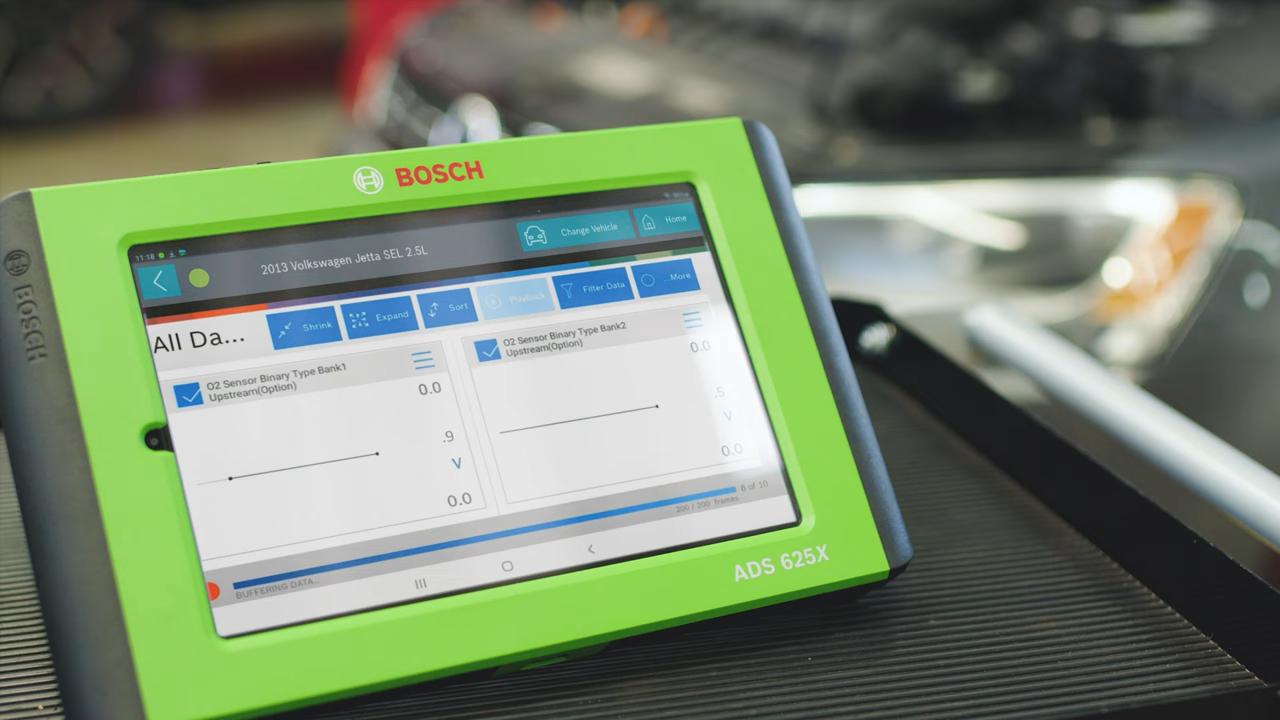 BOSCH
BOSCH
11:18
2013 Volkswagen Jetta SEL 2.5L
Change Vehicle
Home
All Da...
Shrink
Expand
Sort
Playback
Filter Data
...More
O2 Sensor Binary Type Bank1
Upstream(Option)
0.0
.9
V
0.0
O2 Sensor Binary Type Bank2
Upstream(Option)
0.0
.5
V
0.0
BUFFERING DATA..
8 of 10
200 / 200 frames
ADS 625X